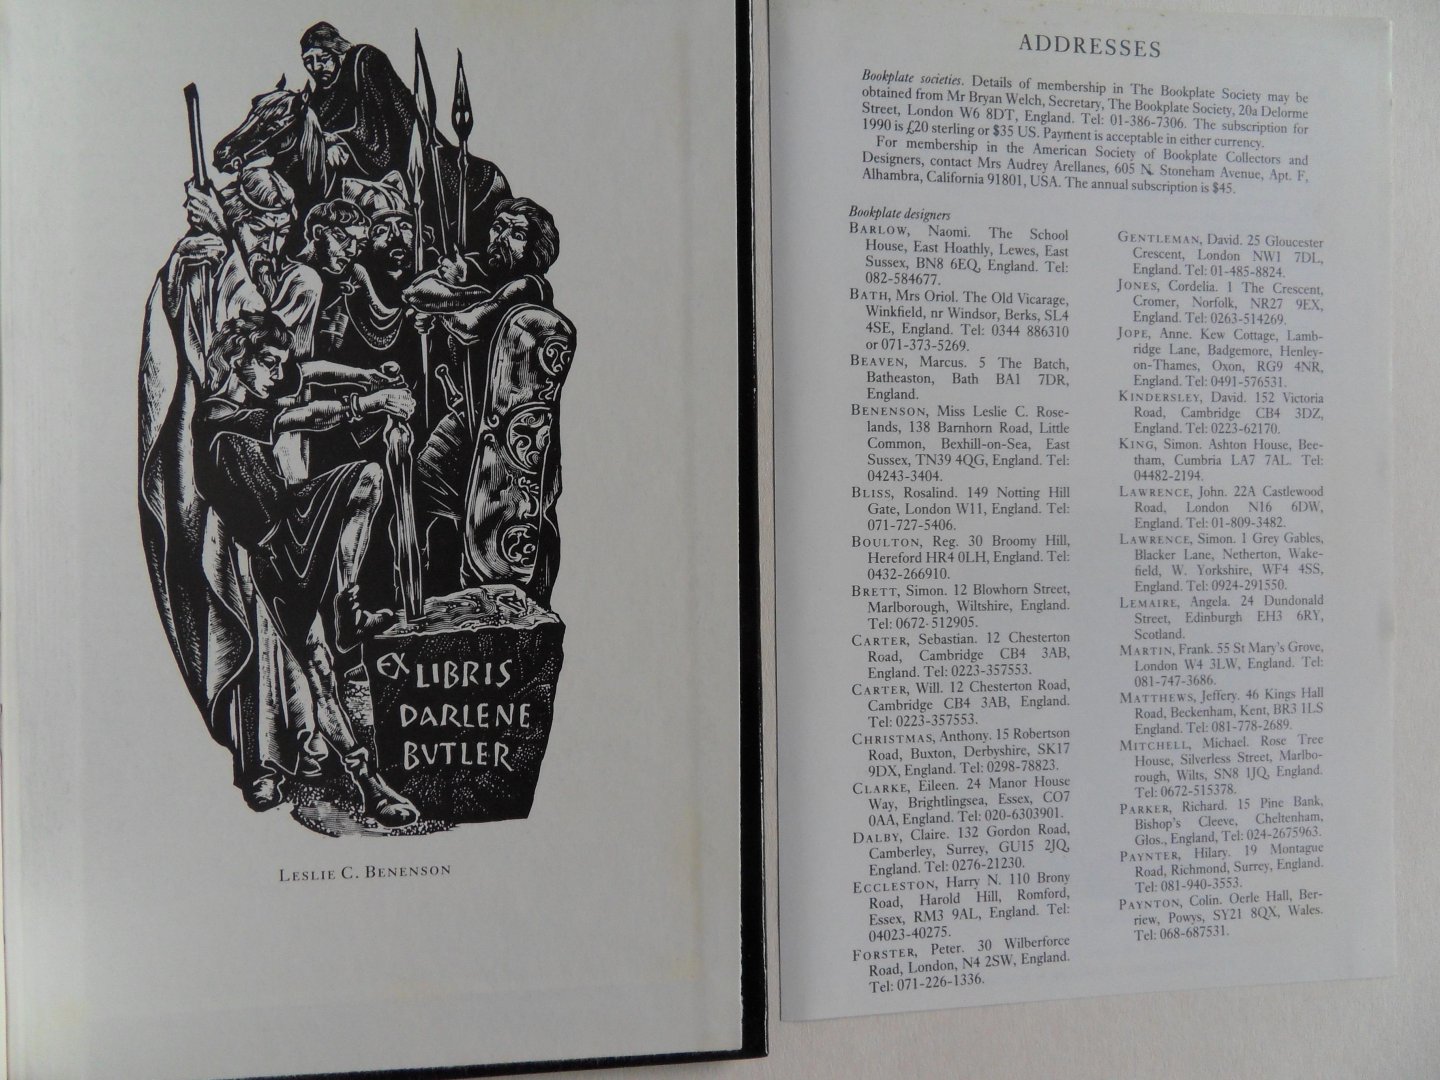 EX LIBRIS
DARLENE
BUTLER
LESLIE C. BENENSON
ADDRESSES
Bookplate societies. Details of membership in The Bookplate Society may be
obtained from Mr Bryan Welch, Secretary, The Bookplate Society, 20a Delorme
Street, London W6 8DT, England. Tel: 01-386-7306. The subscription for
1990 is £20 sterling or $35 US. Payment is acceptable in either currency.
For membership in the American Society of Bookplate Collectors and
Designers, contact Mrs Audrey Arellanes, 605 N. Stoneham Avenue, Apt. F,
Alhambra, California 91801, USA. The annual subscription is $45.
Bookplate designers
BARLOW, Naomi. The School
House, East Hoathly, Lewes, East
Sussex, BN8 6EQ, England. Tel:
082-584677.
BATH, Mrs Oriol. The Old Vicarage,
Winkfield, nr Windsor, Berks, SL4
4SE, England. Tel: 0344 886310
or 071-373-5269.
BEAVEN, Marcus. 5 The Batch,
Batheaston, Bath BA1 7DR,
England.
BENENSON, Miss Leslie C. Rose-
lands, 138 Barnhorn Road, Little
Common, Bexhill-on-Sea, East
Sussex, TN39 4QG, England. Tel:
04243-3404.
BLISS, Rosalind. 149 Notting Hill
Gate, London W11, England. Tel:
071-727-5406.
BOULTON, Reg. 30 Broomy Hill,
Hereford HR4 0LH, England. Tel:
0432-266910.
BRETT, Simon. 12 Blowhorn Street,
Marlborough, Wiltshire, England.
Tel: 0672-512905.
CARTER, Sebastian. 12 Chesterton
Road, Cambridge CB4 3AB,
England. Tel: 0223-357553.
CARTER, Will. 12 Chesterton Road,
Cambridge CB4 3AB, England.
Tel: 0223-357553.
CHRISTMAS, Anthony. 15 Robertson
Road, Buxton, Derbyshire, SK17
9DX, England. Tel: 0298-78823.
CLARKE, Eileen. 24 Manor House
Way, Brightlingsea, Essex, CO7
0AA, England. Tel: 020-6303901.
DALBY, Claire. 132 Gordon Road,
Camberley, Surrey, GU15 2JQ,
England. Tel: 0276-21230.
ECCLESTON, Harry N. 110 Brony
Road, Harold Hill, Romford,
Essex, RM3 9AL, England. Tel:
04023-40275.
FORSTER, Peter. 30 Wilberforce
Road, London, N4 2SW, England.
Tel: 071-226-1336.
GENTLEMAN, David. 25 Gloucester
Crescent, London NW1 7DL,
England. Tel: 01-485-8824.
JONES, Cordelia. 1 The Crescent,
Cromer, Norfolk, NR27 9EX,
England. Tel: 0263-514269.
JOPE, Anne. Kew Cottage, Lamb-
ridge Lane, Badgemore, Henley-
on-Thames, Oxon, RG9 4NR,
England. Tel: 0491-576531.
KINDERSLEY, David. 152 Victoria
Road, Cambridge CB4 3DZ,
England. Tel: 0223-62170.
KING, Simon. Ashton House, Bee-
tham, Cumbria LA7 7AL. Tel:
04482-2194.
LAWRENCE, John. 22A Castlewood
Road, London N16 6DW,
England. Tel: 01-809-3482.
LAWRENCE, Simon. 1 Grey Gables,
Blacker Lane, Netherton, Wake-
field, W. Yorkshire, WF4 4SS,
England. Tel: 0924-291550.
LEMAIRE, Angela. 24 Dundonald
Street, Edinburgh EH3 6RY,
Scotland.
MARTIN, Frank. 55 St Mary's Grove,
London W4 3LW, England. Tel:
081-747-3686.
MATTHEWS, Jeffery. 46 Kings Hall
Road, Beckenham, Kent, BR3 1LS
England. Tel: 081-778-2689.
MITCHELL, Michael. Rose Tree
House, Silverless Street, Marlbo-
rough, Wilts, SN8 1JQ, England.
Tel: 0672-515378.
PARKER, Richard. 15 Pine Bank,
Bishop's Cleeve, Cheltenham,
Glos., England, Tel: 024-2675963.
PAYNTER, Hilary. 19 Montague
Road, Richmond, Surrey, England.
Tel: 081-940-3553.
PAYNTON, Colin. Oerle Hall, Ber-
riew, Powys, SY21 8QX, Wales.
Tel: 068-687531.